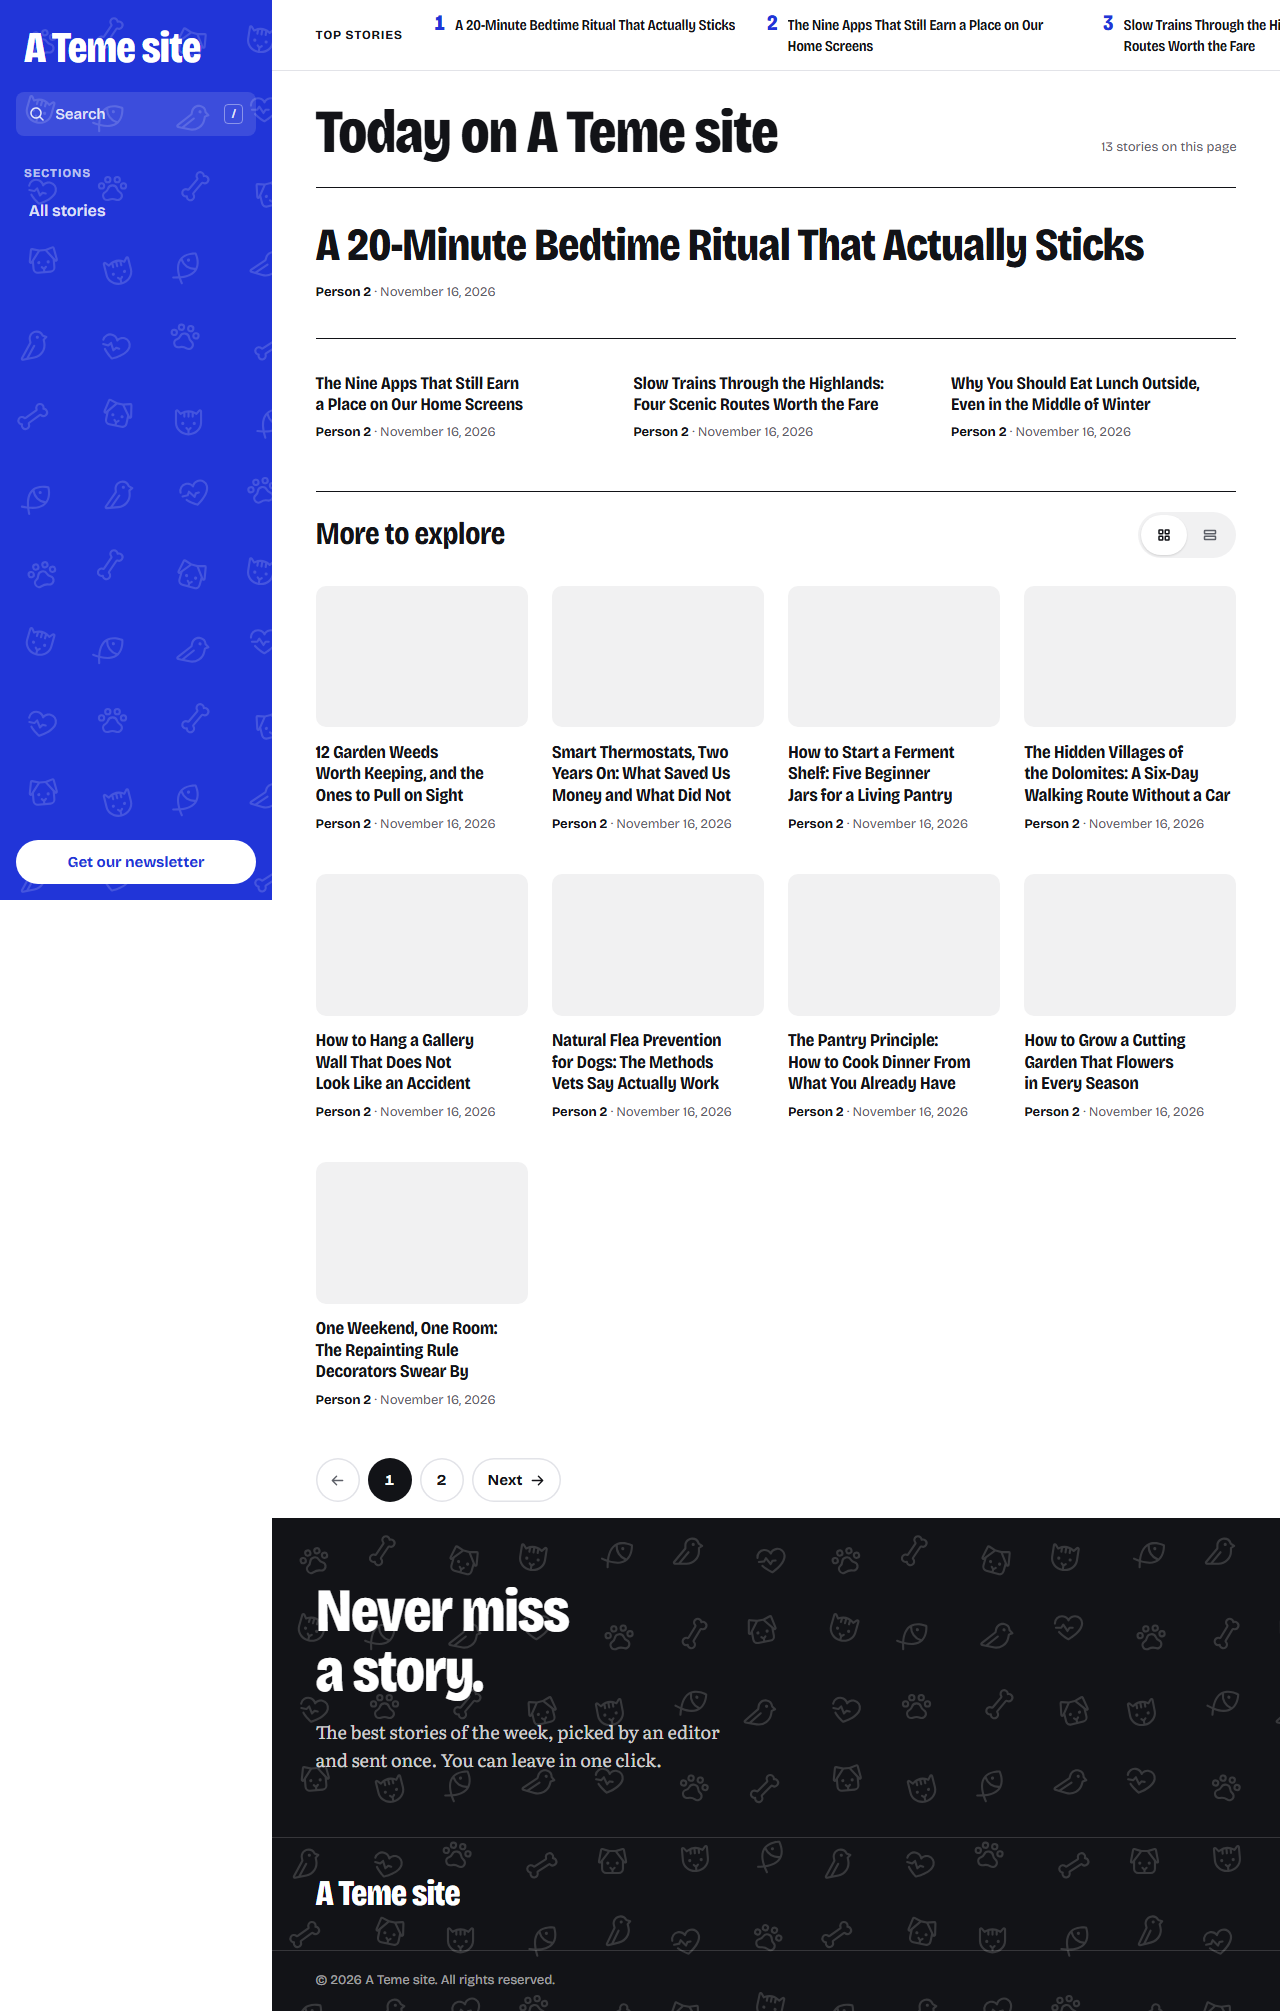 A Teme site
Search
/
SECTIONS
All stories
Get our newsletter
TOP STORIES
1 A 20-Minute Bedtime Ritual That Actually Sticks
2 The Nine Apps That Still Earn a Place on Our
Home Screens
3 Slow Trains Through the Hi
Routes Worth the Fare
Today on A Teme site
13 stories on this page
A 20-Minute Bedtime Ritual That Actually Sticks
Person 2 · November 16, 2026
The Nine Apps That Still Earn
a Place on Our Home Screens
Person 2 · November 16, 2026
Slow Trains Through the Highlands:
Four Scenic Routes Worth the Fare
Person 2 · November 16, 2026
Why You Should Eat Lunch Outside,
Even in the Middle of Winter
Person 2 · November 16, 2026
More to explore
12 Garden Weeds
Worth Keeping, and the
Ones to Pull on Sight
Person 2 · November 16, 2026
Smart Thermostats, Two
Years On: What Saved Us
Money and What Did Not
Person 2 · November 16, 2026
How to Start a Ferment
Shelf: Five Beginner
Jars for a Living Pantry
Person 2 · November 16, 2026
The Hidden Villages of
the Dolomites: A Six-Day
Walking Route Without a Car
Person 2 · November 16, 2026
How to Hang a Gallery
Wall That Does Not
Look Like an Accident
Person 2 · November 16, 2026
Natural Flea Prevention
for Dogs: The Methods
Vets Say Actually Work
Person 2 · November 16, 2026
The Pantry Principle:
How to Cook Dinner From
What You Already Have
Person 2 · November 16, 2026
How to Grow a Cutting
Garden That Flowers
in Every Season
Person 2 · November 16, 2026
One Weekend, One Room:
The Repainting Rule
Decorators Swear By
Person 2 · November 16, 2026
← 1 2 Next →
Never miss
a story.
The best stories of the week, picked by an editor
and sent once. You can leave in one click.
A Teme site
© 2026 A Teme site. All rights reserved.